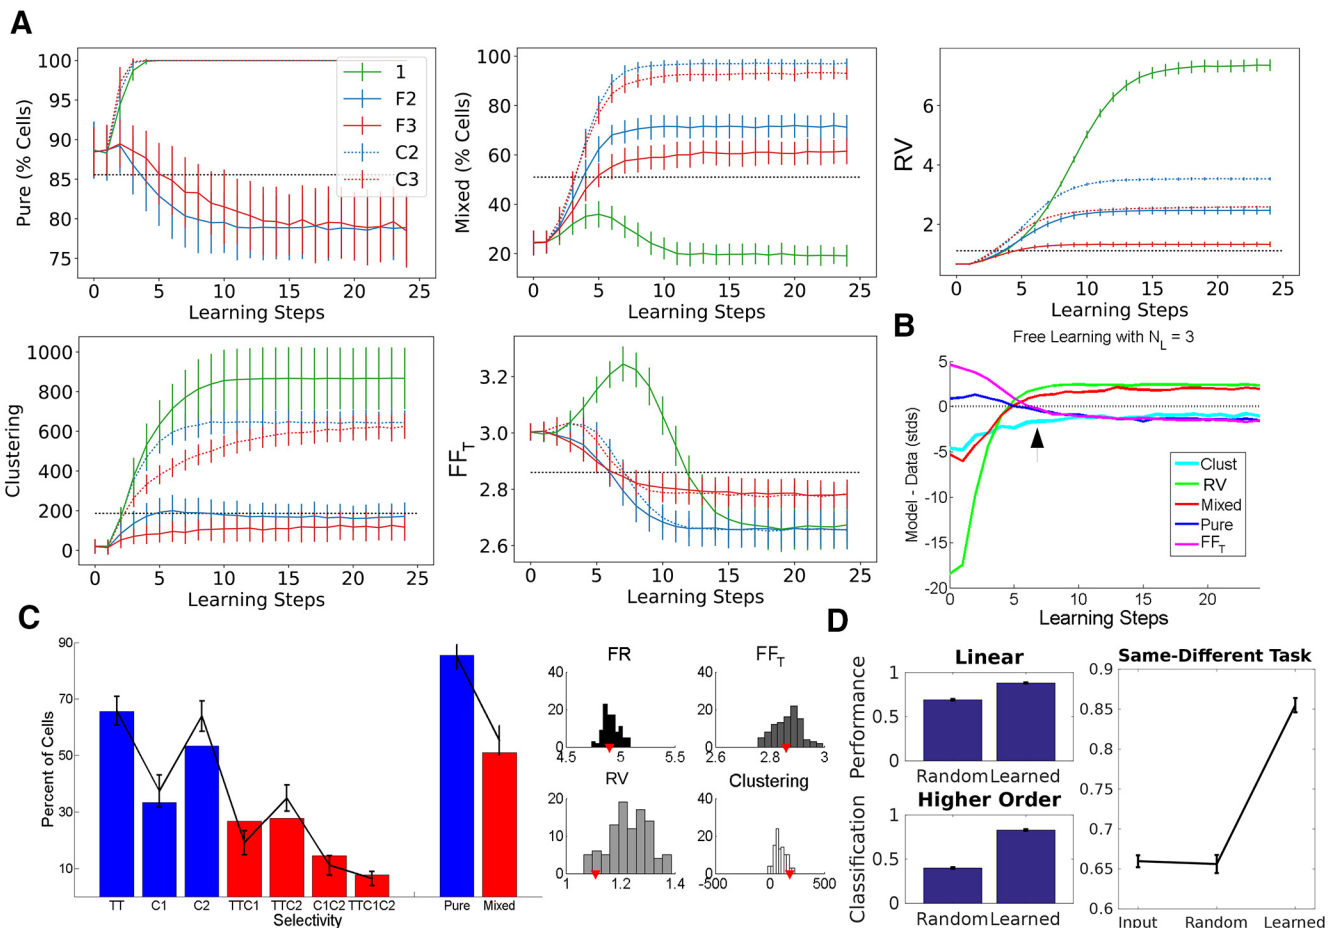 A
Pure (% Cells)
100
95
90
85
80
75
0 5 10 15 20 25
Learning Steps
1
F2
F3
C2
C3
Mixed (% Cells)
100
80
60
40
20
0 5 10 15 20 25
Learning Steps
RV
6
4
2
0 5 10 15 20 25
Learning Steps
Clustering
1000
800
600
400
200
0
0 5 10 15 20 25
Learning Steps
FFT
3.2
3.0
2.8
2.6
0 5 10 15 20 25
Learning Steps
B
Free Learning with NL = 3
Model - Data (stds)
5
0
-5
-10
-15
-20
0 5 10 15 20
Learning Steps
Clust
RV
Mixed
Pure
FFT
C
Percent of Cells
90
70
50
30
10
TT C1 C2 TTC1 TTC2 C1C2 TTC1C2 Pure Mixed
Selectivity
FR
40
20
0
4.5 5 5.5
FFT
40
20
0
2.6 2.8 3
RV
20
10
0
1 1.2 1.4
Clustering
40
20
0
-500 0 500
D
Classification Performance
Linear
1
0.5
0
Random Learned
Higher Order
1
0.5
0
Random Learned
Same-Different Task
0.9
0.85
0.8
0.75
0.7
0.65
0.6
Input Random Learned